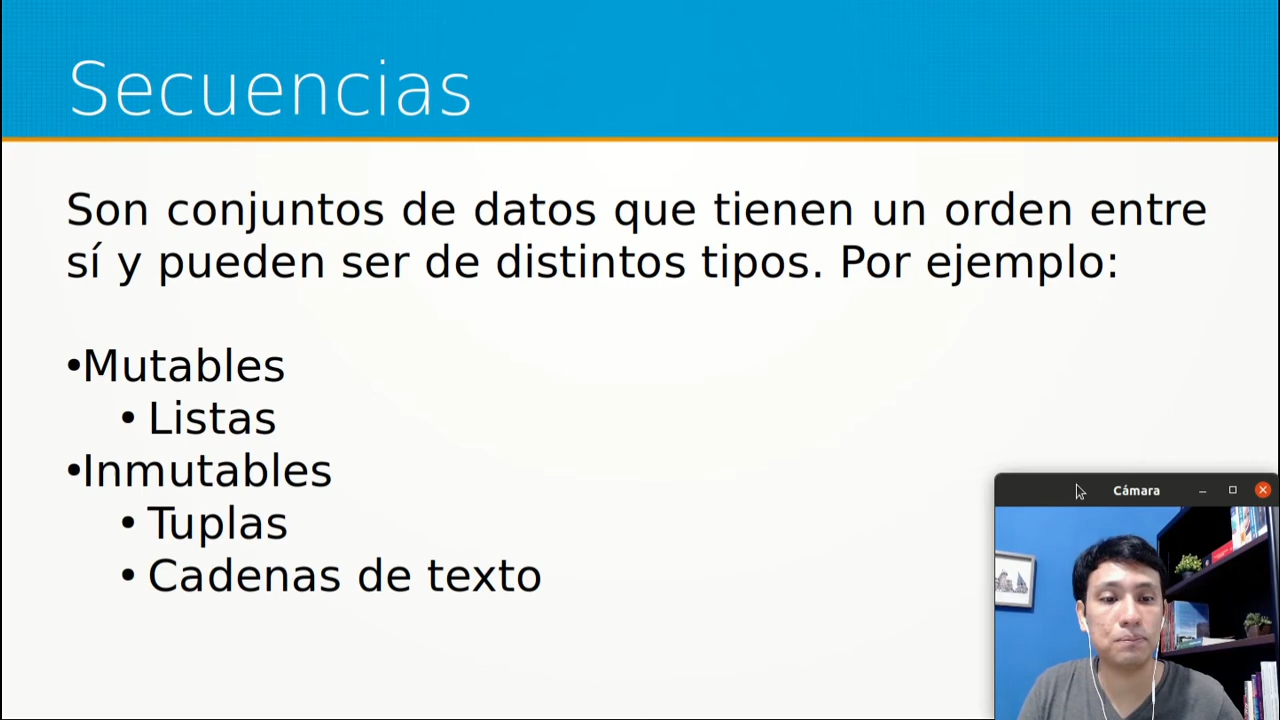 Secuencias
Son conjuntos de datos que tienen un orden entre
sí y pueden ser de distintos tipos. Por ejemplo:
•Mutables
• Listas
•Inmutables
• Tuplas
• Cadenas de texto
Cámara